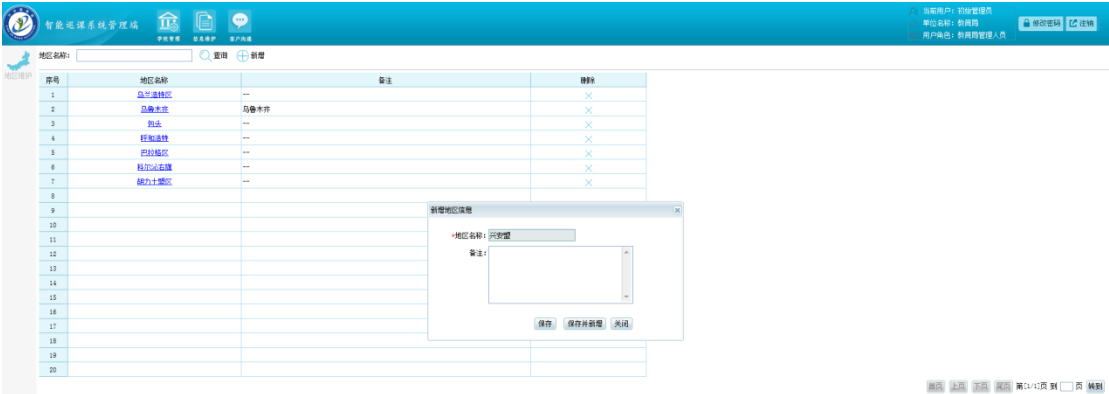 智能巡课系统管理端
学校管理 信息维护 客户沟通
当前用户：初始管理员
单位名称：教育局
用户角色：教育局管理人员
修改密码 注销
地区维护
地区名称： 查询 新增
序号 地区名称 备注 删除
1 乌兰浩特区 --
2 乌鲁木齐 乌鲁木齐
3 包头 --
4 呼和浩特 --
5 巴拉格区 --
6 科尔沁右旗 --
7 胡力士盟区 --
8
9
10
11
12
13
14
15
16
17
18
19
20
新增地区信息
*地区名称：兴安盟
备注：
保存 保存并新增 关闭
首页 上页 下页 尾页 第[1/1]页 到 页 转到